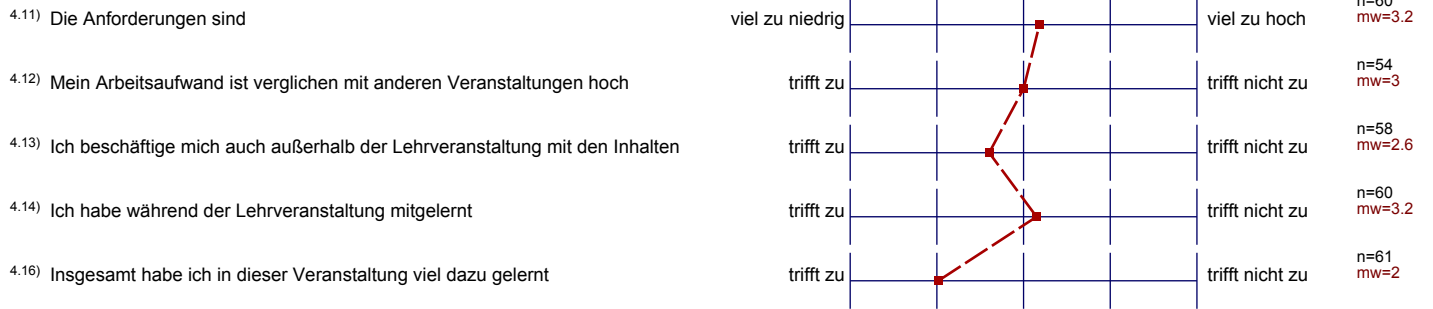 4.11) Die Anforderungen sind viel zu niedrig viel zu hoch n=60
mw=3.2
4.12) Mein Arbeitsaufwand ist verglichen mit anderen Veranstaltungen hoch trifft zu trifft nicht zu n=54
mw=3
4.13) Ich beschäftige mich auch außerhalb der Lehrveranstaltung mit den Inhalten trifft zu trifft nicht zu n=58
mw=2.6
4.14) Ich habe während der Lehrveranstaltung mitgelernt trifft zu trifft nicht zu n=60
mw=3.2
4.16) Insgesamt habe ich in dieser Veranstaltung viel dazu gelernt trifft zu trifft nicht zu n=61
mw=2